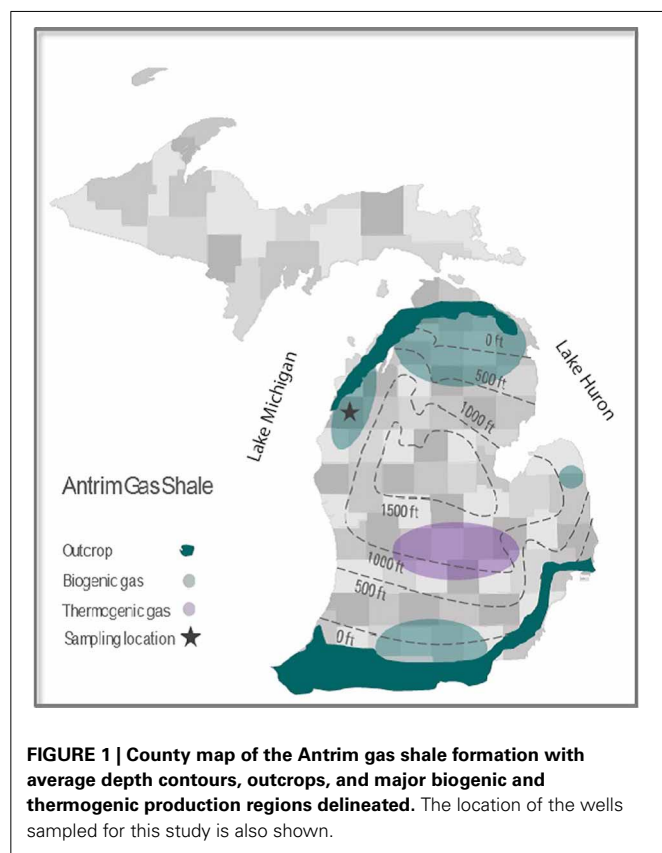 0 ft
500 ft
1000 ft
Lake Huron
Lake Michigan
1500 ft
1000 ft
500 ft
0 ft
Antrim Gas Shale
Outcrop
Biogenic gas
Thermogenic gas
Sampling location
FIGURE 1 | County map of the Antrim gas shale formation with
average depth contours, outcrops, and major biogenic and
thermogenic production regions delineated. The location of the wells
sampled for this study is also shown.